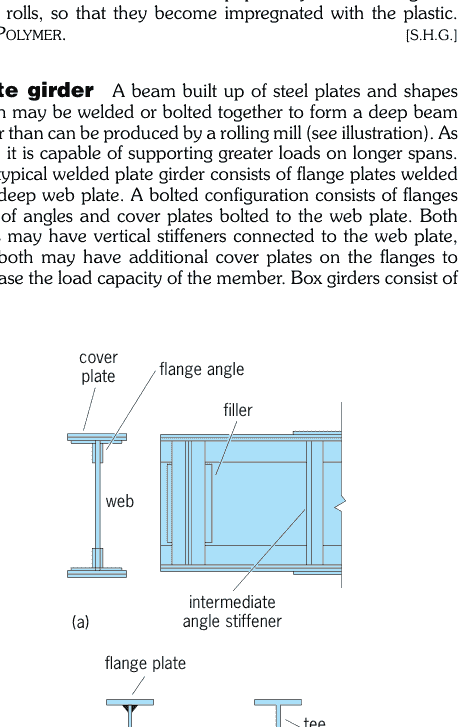 rolls, so that they become impregnated with the plastic.
POLYMER. [S.H.G.]
te girder A beam built up of steel plates and shapes
may be welded or bolted together to form a deep beam
r than can be produced by a rolling mill (see illustration). As
it is capable of supporting greater loads on longer spans.
typical welded plate girder consists of flange plates welded
deep web plate. A bolted configuration consists of flanges
of angles and cover plates bolted to the web plate. Both
s may have vertical stiffeners connected to the web plate,
both may have additional cover plates on the flanges to
ase the load capacity of the member. Box girders consist of
cover
plate
flange angle
filler
web
intermediate
angle stiffener
(a)
flange plate
tee